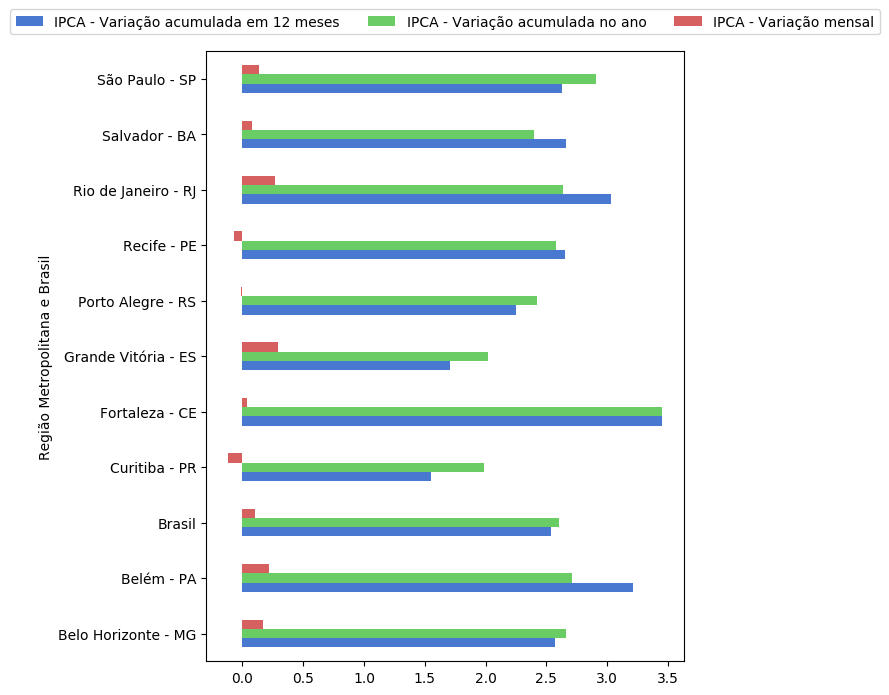 IPCA - Variação acumulada em 12 meses
IPCA - Variação acumulada no ano
IPCA - Variação mensal
Região Metropolitana e Brasil
São Paulo - SP
Salvador - BA
Rio de Janeiro - RJ
Recife - PE
Porto Alegre - RS
Grande Vitória - ES
Fortaleza - CE
Curitiba - PR
Brasil
Belém - PA
Belo Horizonte - MG
0.0 0.5 1.0 1.5 2.0 2.5 3.0 3.5